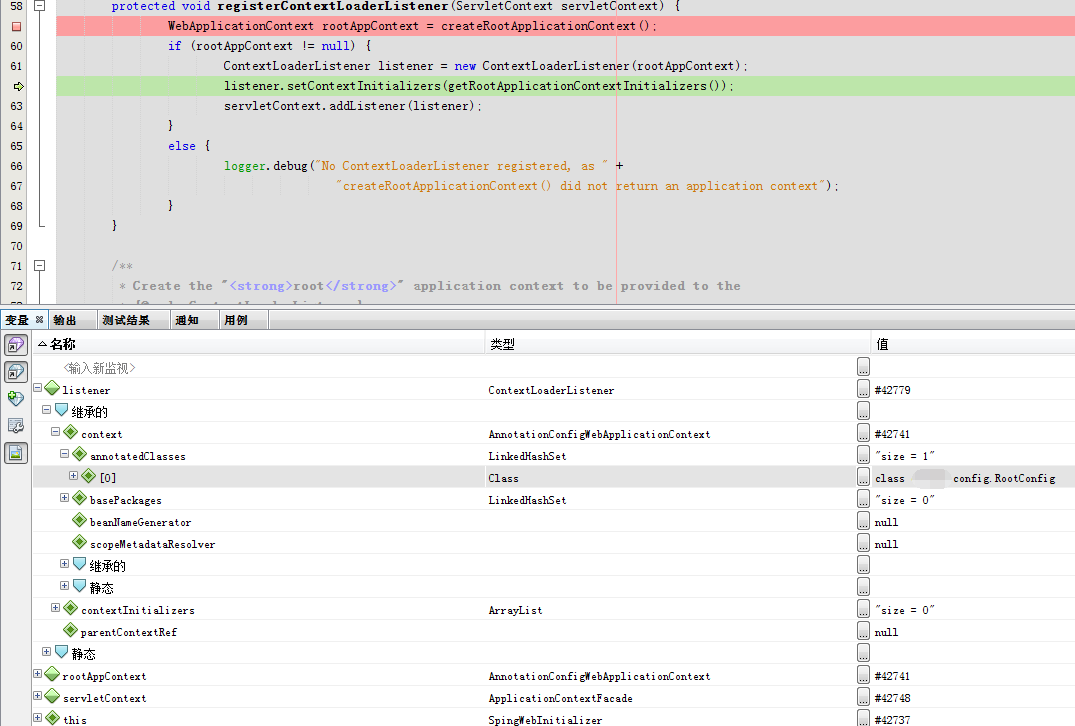 58 protected void registerContextLoaderListener(ServletContext servletContext) {
WebApplicationContext rootAppContext = createRootApplicationContext();
60 if (rootAppContext != null) {
61 ContextLoaderListener listener = new ContextLoaderListener(rootAppContext);
listener.setContextInitializers(getRootApplicationContextInitializers());
63 servletContext.addListener(listener);
64 }
65 else {
66 logger.debug("No ContextLoaderListener registered, as " +
67 "createRootApplicationContext() did not return an application context");
68 }
69 }
70
71 /**
72 * Create the "<strong>root</strong>" application context to be provided to the
变量 输出 测试结果 通知 用例
名称 类型 值
<输入新监视> ...
listener ContextLoaderListener ... #42779
继承的 ...
context AnnotationConfigWebApplicationContext ... #42741
annotatedClasses LinkedHashSet ... "size = 1"
[0] Class ... class config.RootConfig
basePackages LinkedHashSet ... "size = 0"
beanNameGenerator ... null
scopeMetadataResolver ... null
继承的 ...
静态 ...
contextInitializers ArrayList ... "size = 0"
parentContextRef ... null
静态 ...
rootAppContext AnnotationConfigWebApplicationContext ... #42741
servletContext ApplicationContextFacade ... #42748
this SpingWebInitializer ... #42737